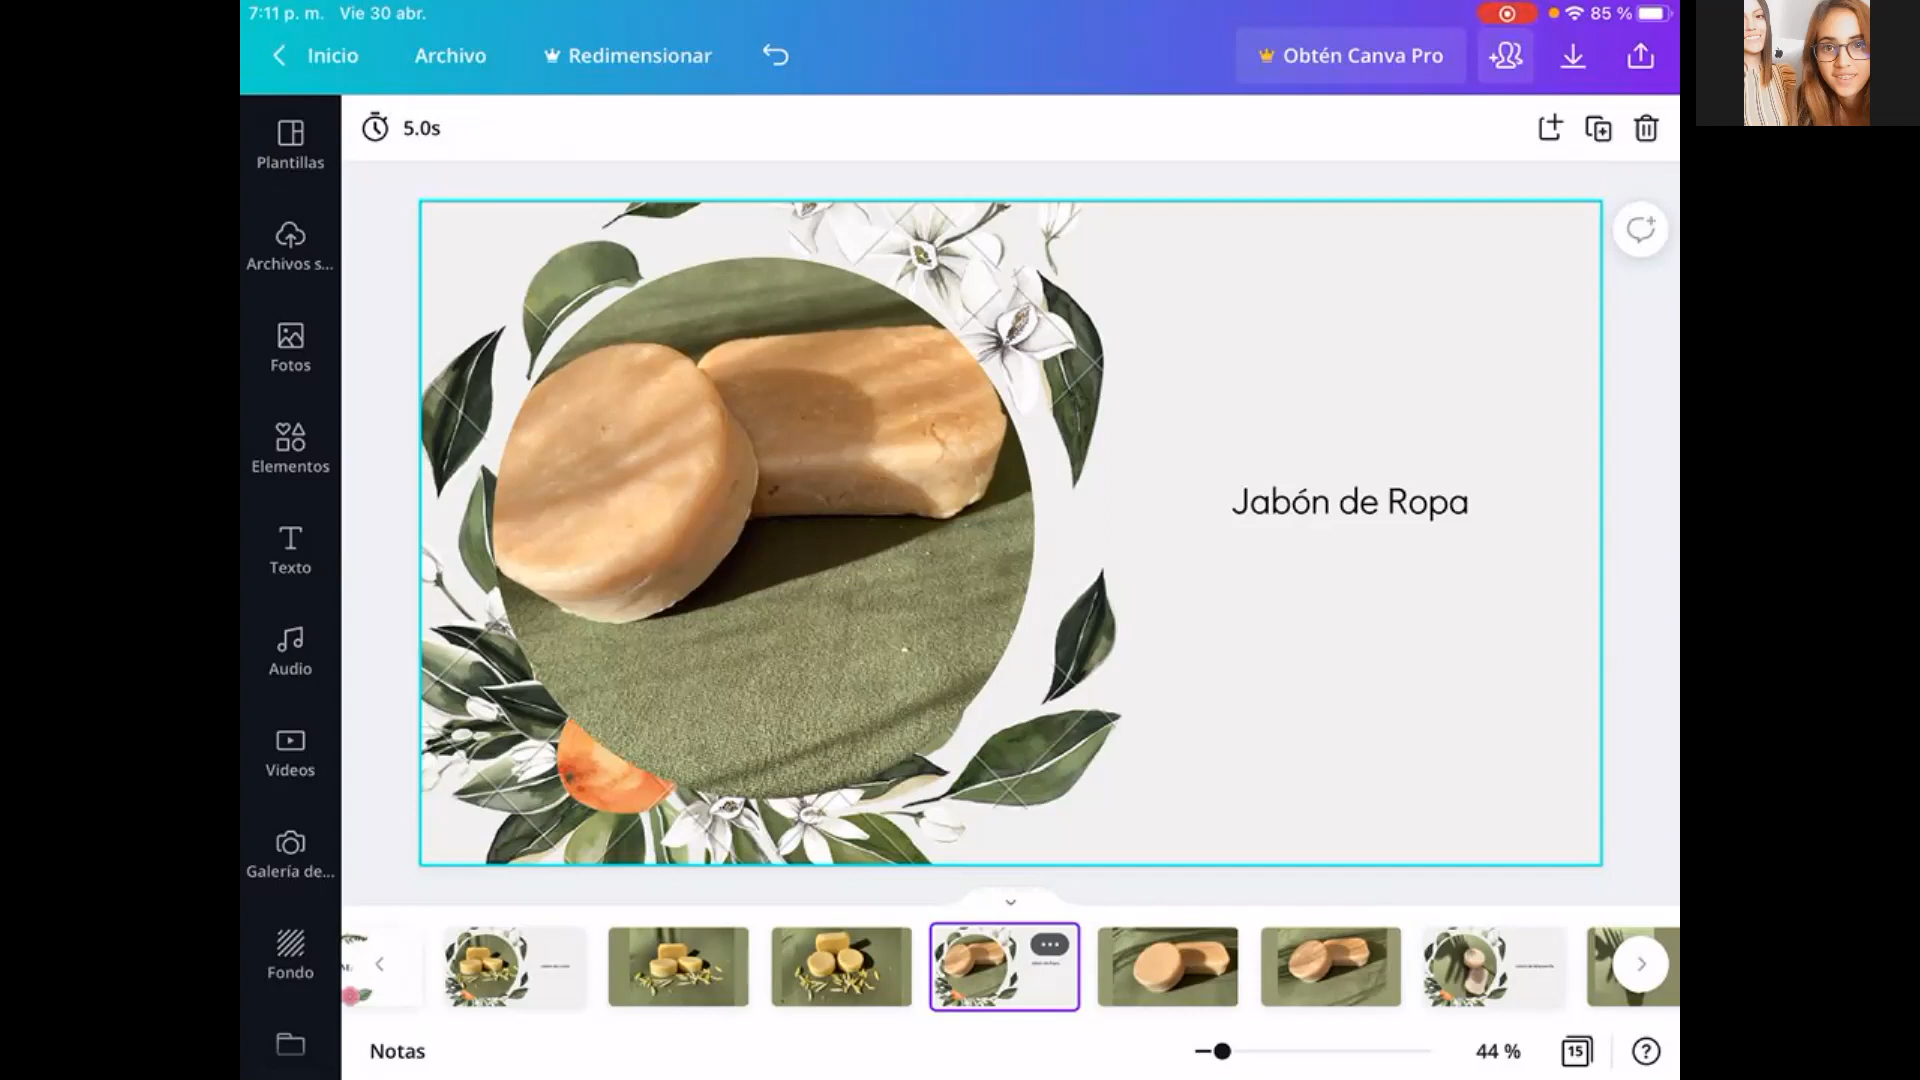 7:11 p. m. Vie 30 abr.
85 %
Inicio
Archivo
Redimensionar
Obtén Canva Pro
5.0s
Plantillas
Archivos s...
Fotos
Elementos
Texto
Audio
Videos
Galería de...
Fondo
Jabón de Ropa
Notas
44 %
15
?